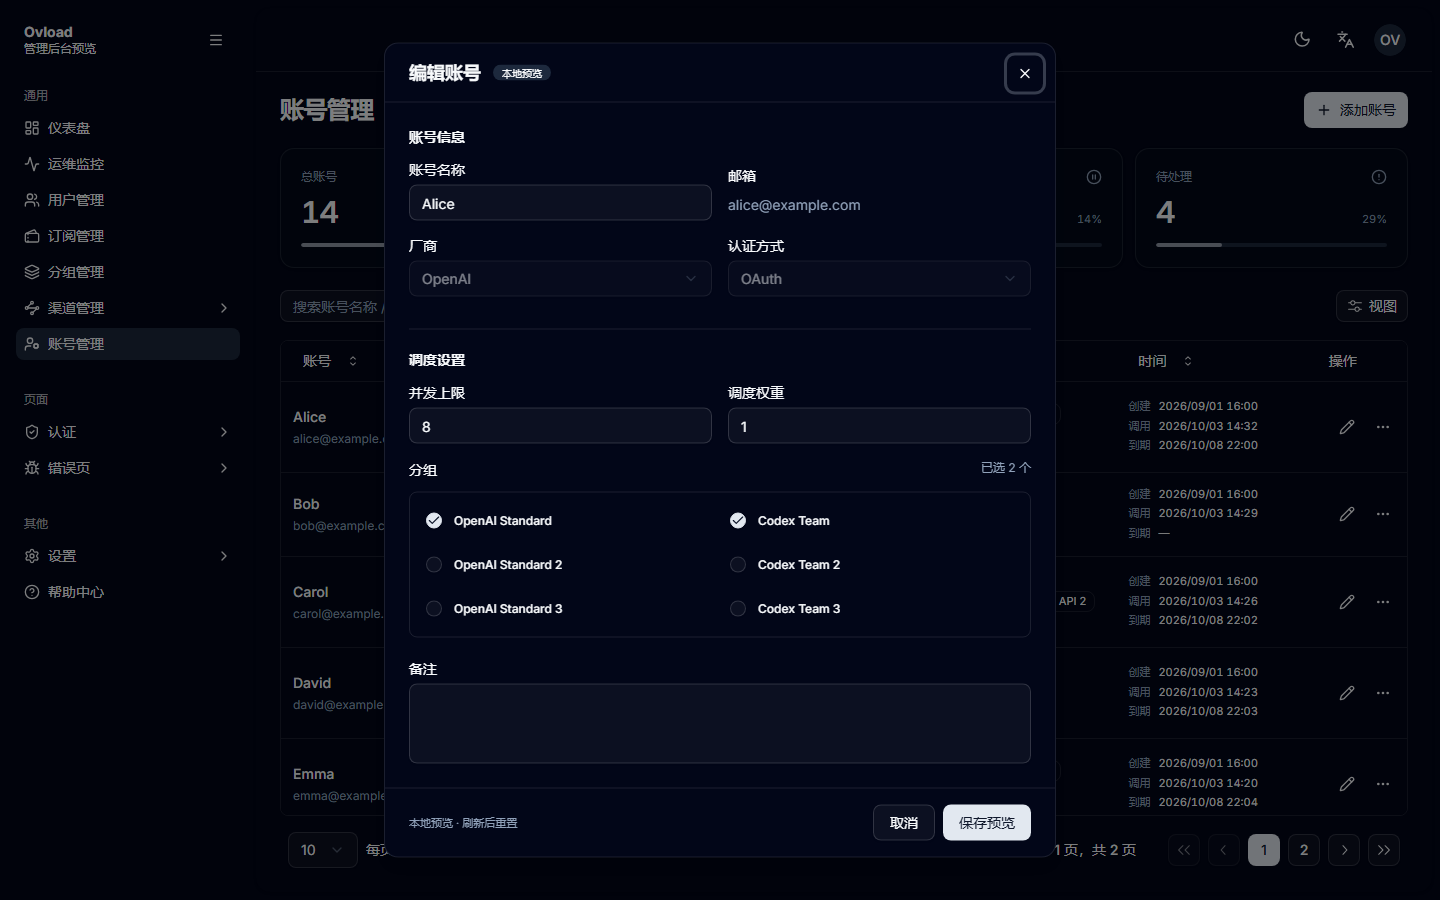 Ovload
管理后台预览
通用
仪表盘
运维监控
用户管理
订阅管理
分组管理
渠道管理
账号管理
页面
认证
错误页
其他
设置
帮助中心
OV
账号管理
添加账号
总账号
14
14%
待处理
4
29%
搜索账号名称 /
视图
账号
时间
操作
Alice
alice@example.
创建 2026/09/01 16:00
调用 2026/10/03 14:32
到期 2026/10/08 22:00
Bob
bob@example.c
创建 2026/09/01 16:00
调用 2026/10/03 14:29
到期 —
Carol
carol@example.
API 2
创建 2026/09/01 16:00
调用 2026/10/03 14:26
到期 2026/10/08 22:02
David
david@example
创建 2026/09/01 16:00
调用 2026/10/03 14:23
到期 2026/10/08 22:03
Emma
emma@example
创建 2026/09/01 16:00
调用 2026/10/03 14:20
到期 2026/10/08 22:04
10
1 页，共 2 页
1
2
编辑账号
本地预览
账号信息
账号名称
Alice
邮箱
alice@example.com
厂商
OpenAI
认证方式
OAuth
调度设置
并发上限
8
调度权重
1
分组
已选 2 个
OpenAI Standard
Codex Team
OpenAI Standard 2
Codex Team 2
OpenAI Standard 3
Codex Team 3
备注
本地预览 · 刷新后重置
取消
保存预览